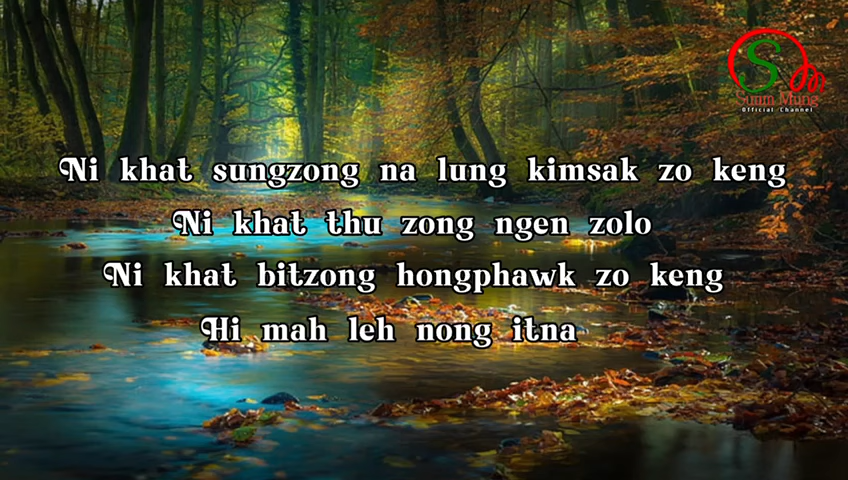 Suum Mung
Official Channel
Ni khat sungzong na lung kimsak zo keng
Ni khat thu zong ngen zolo
Ni khat bitzong hongphawk zo keng
Hi mah leh nong itna